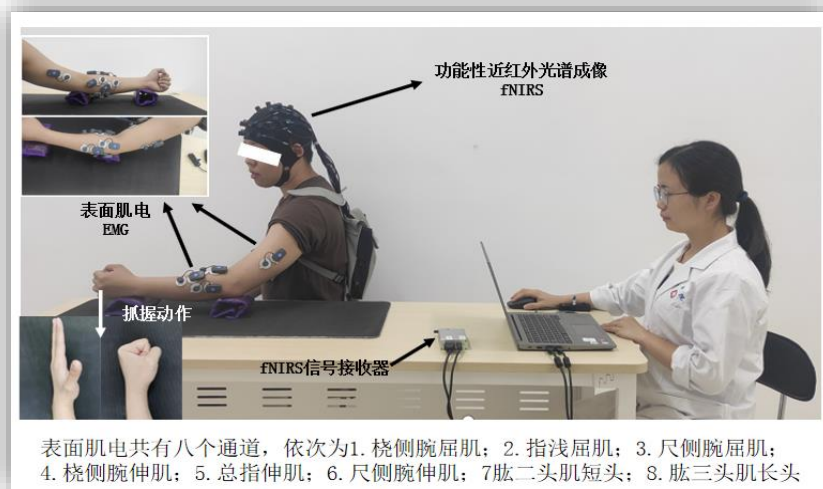 功能性近红外光谱成像
fNIRS
表面肌电
EMG
抓握动作
fNIRS信号接收器
表面肌电共有八个通道，依次为1.桡侧腕屈肌；2.指浅屈肌；3.尺侧腕屈肌；
4.桡侧腕伸肌；5.总指伸肌；6.尺侧腕伸肌；7肱二头肌短头；8.肱三头肌长头